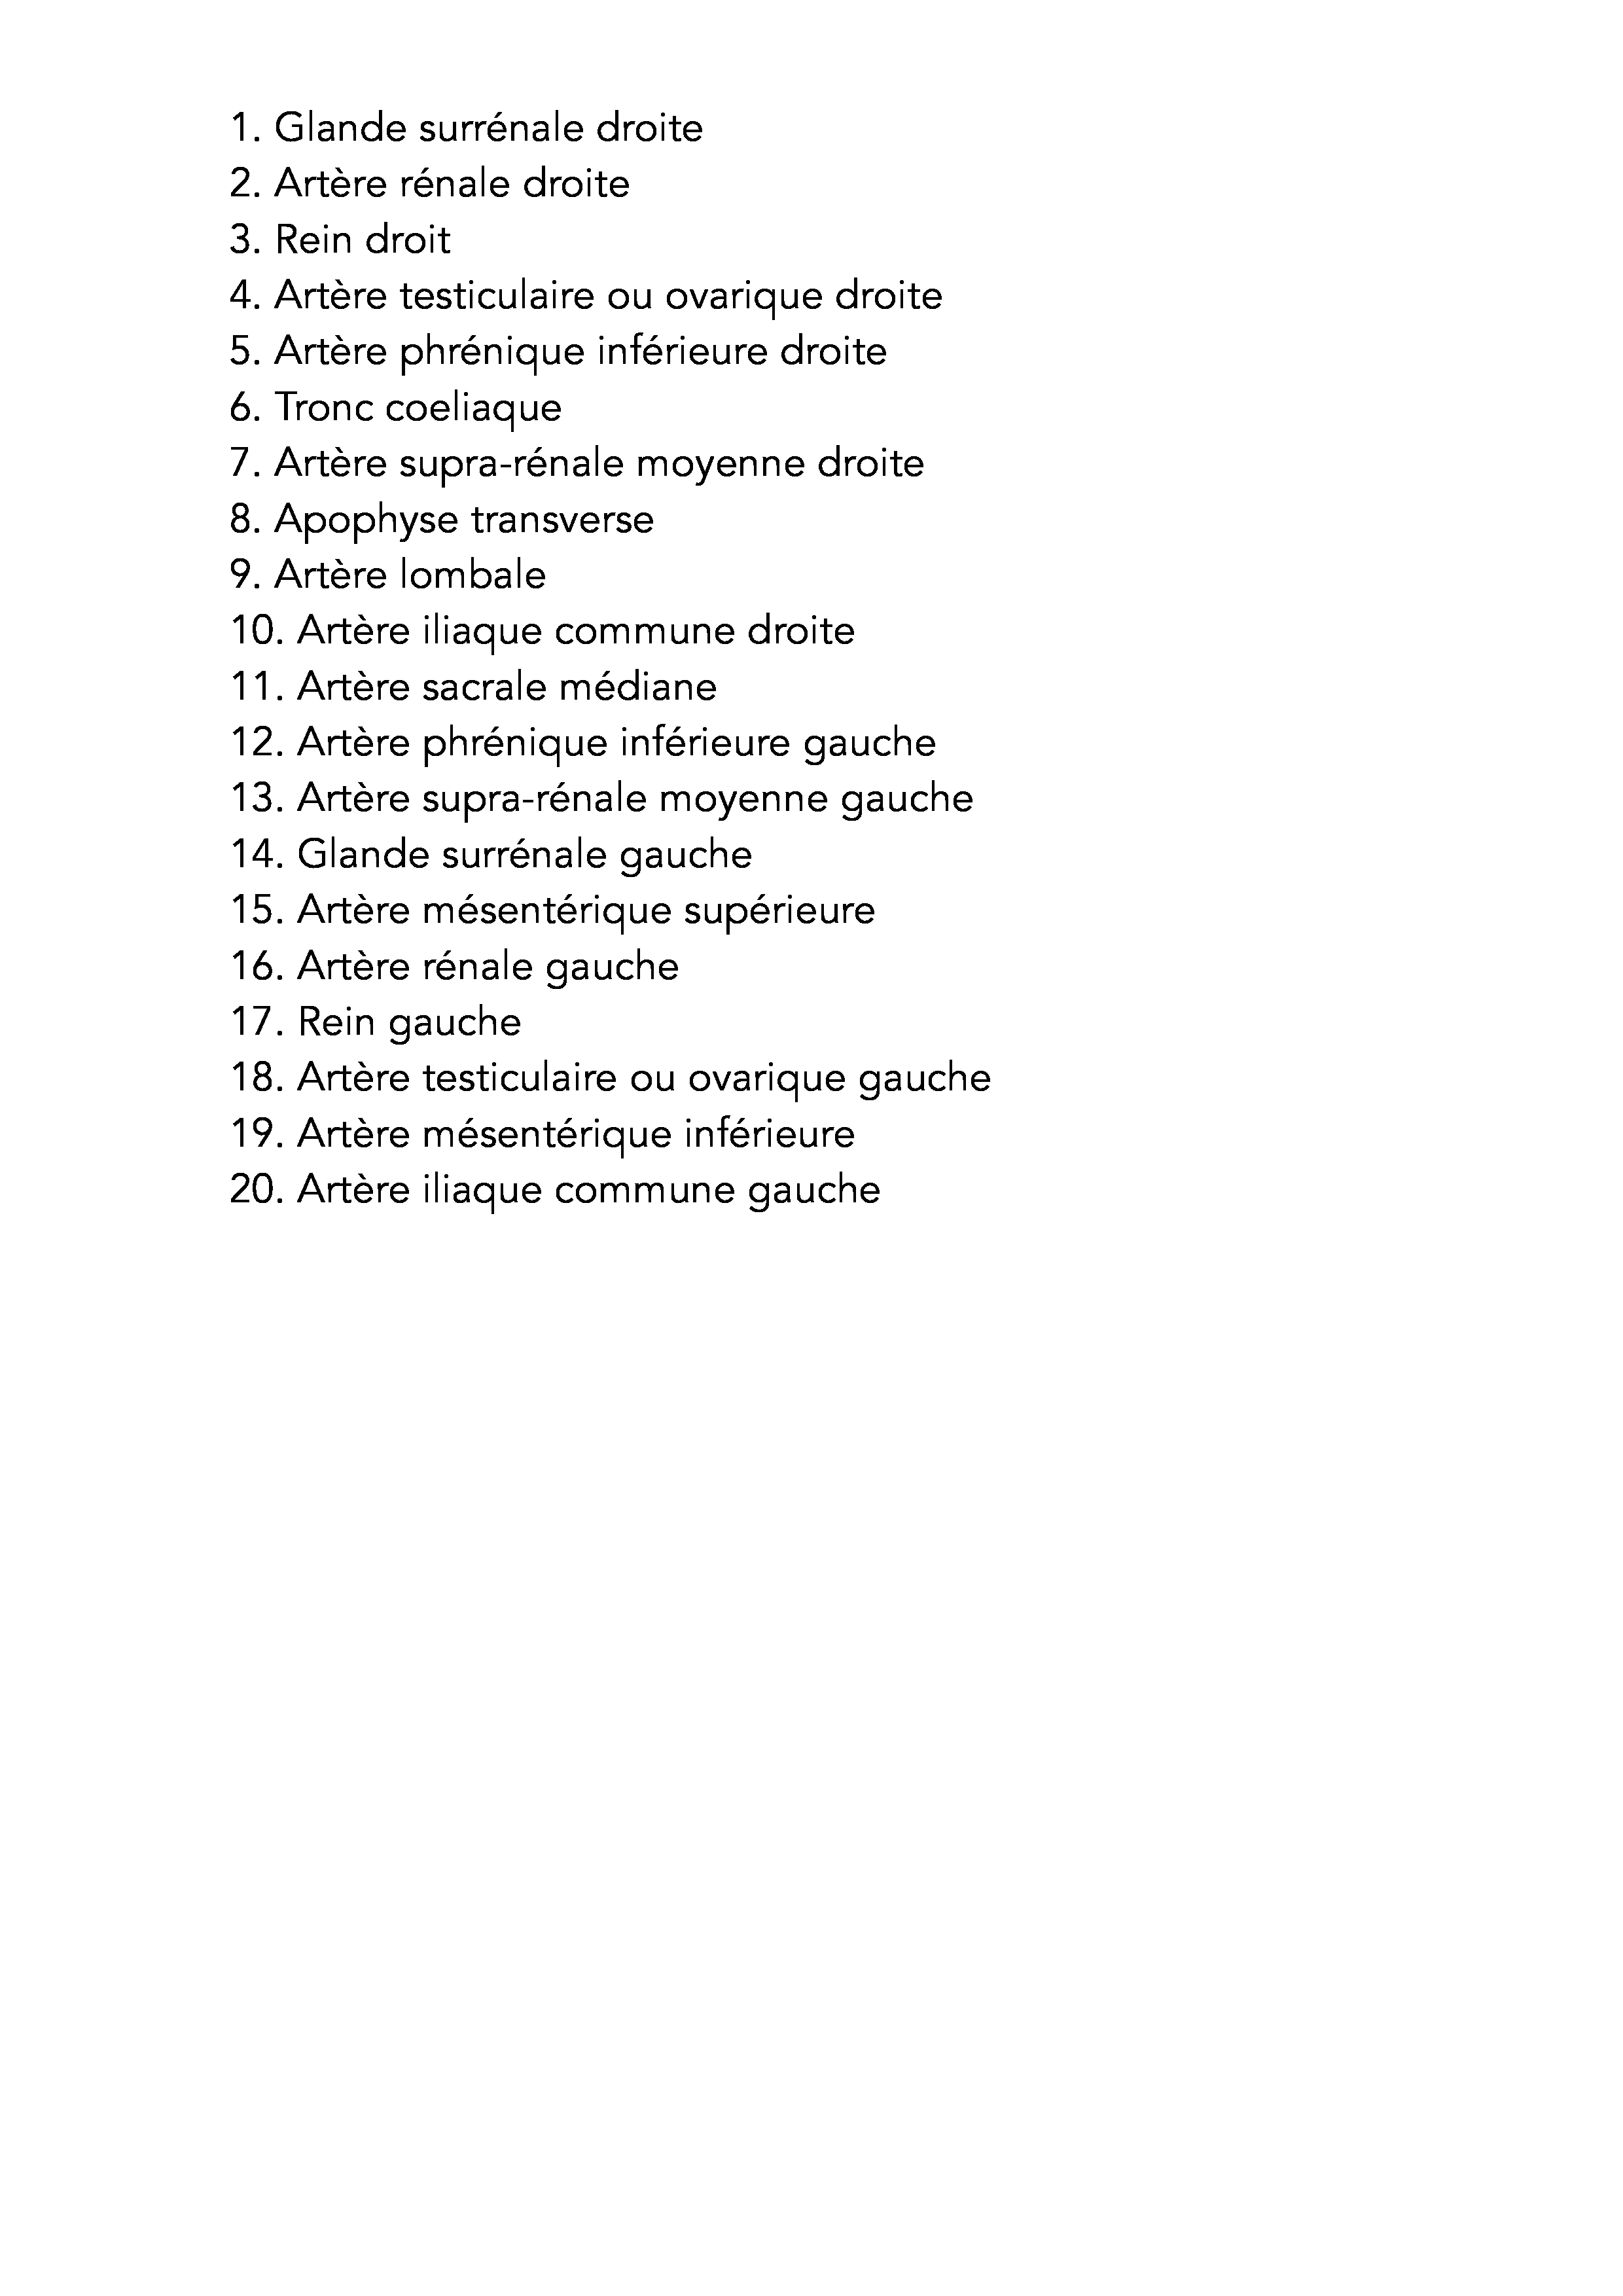 1. Glande surrénale droite
2. Artère rénale droite
3. Rein droit
4. Artère testiculaire ou ovarique droite
5. Artère phrénique inférieure droite
6. Tronc coeliaque
7. Artère supra-rénale moyenne droite
8. Apophyse transverse
9. Artère lombale
10. Artère iliaque commune droite
11. Artère sacrale médiane
12. Artère phrénique inférieure gauche
13. Artère supra-rénale moyenne gauche
14. Glande surrénale gauche
15. Artère mésentérique supérieure
16. Artère rénale gauche
17. Rein gauche
18. Artère testiculaire ou ovarique gauche
19. Artère mésentérique inférieure
20. Artère iliaque commune gauche